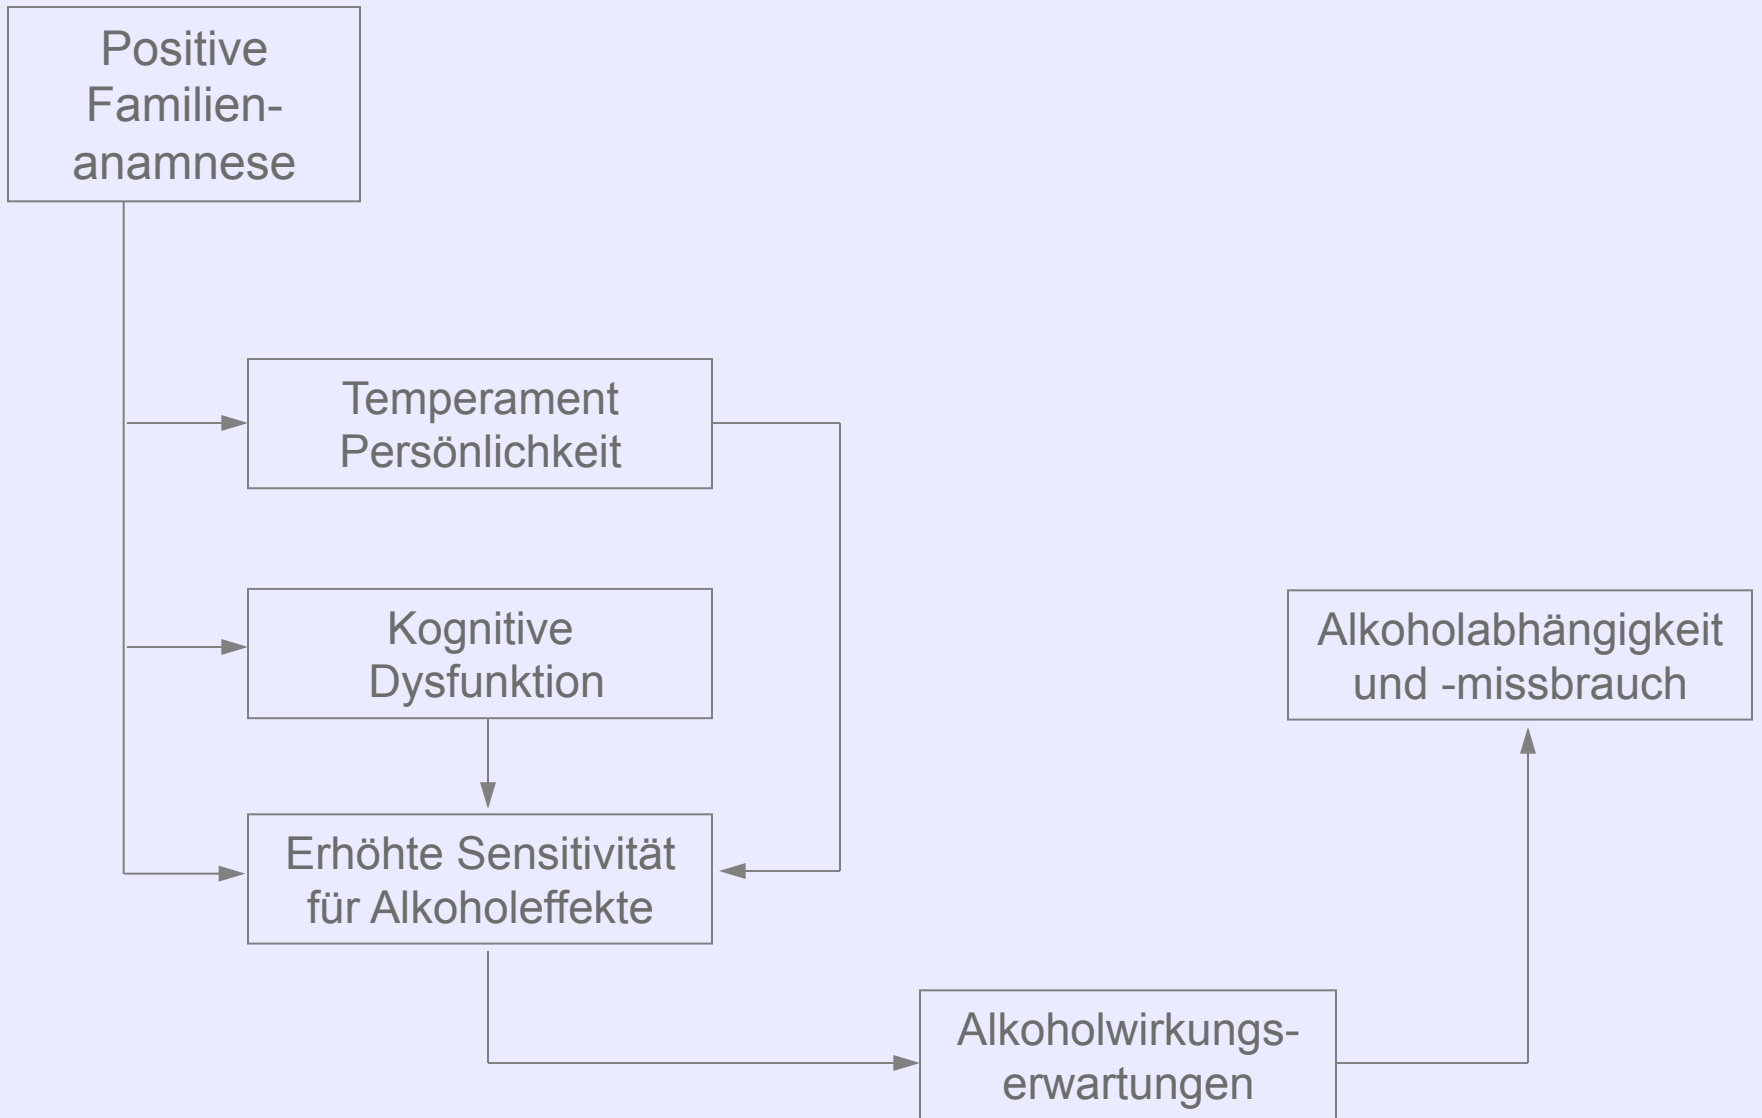 Positive
Familien-
anamnese
Temperament
Persönlichkeit
Kognitive
Dysfunktion
Alkoholabhängigkeit
und -missbrauch
Erhöhte Sensitivität
für Alkoholeffekte
Alkoholwirkungs-
erwartungen